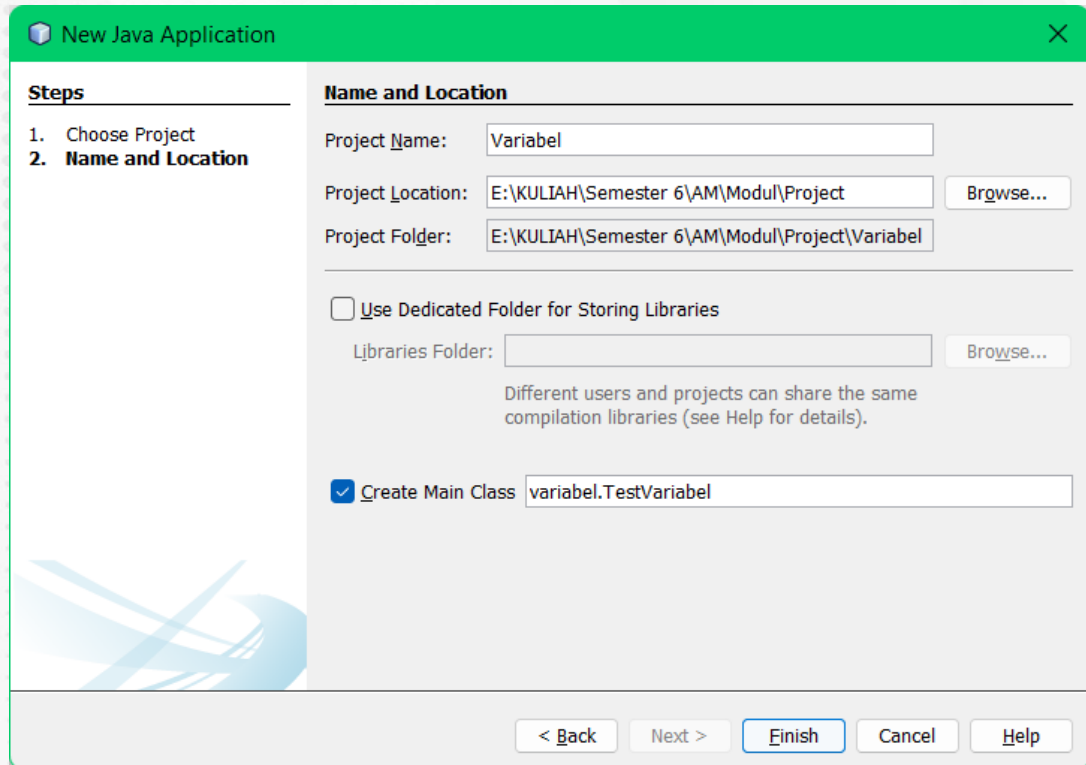 New Java Application
Steps
1. Choose Project
2. Name and Location
Name and Location
Project Name: Variabel
Project Location: E:\KULIAH\Semester 6\AM\Modul\Project Browse...
Project Folder: E:\KULIAH\Semester 6\AM\Modul\Project\Variabel
Use Dedicated Folder for Storing Libraries
Libraries Folder: Browse...
Different users and projects can share the same
compilation libraries (see Help for details).
Create Main Class variabel.TestVariabel
< Back Next > Finish Cancel Help